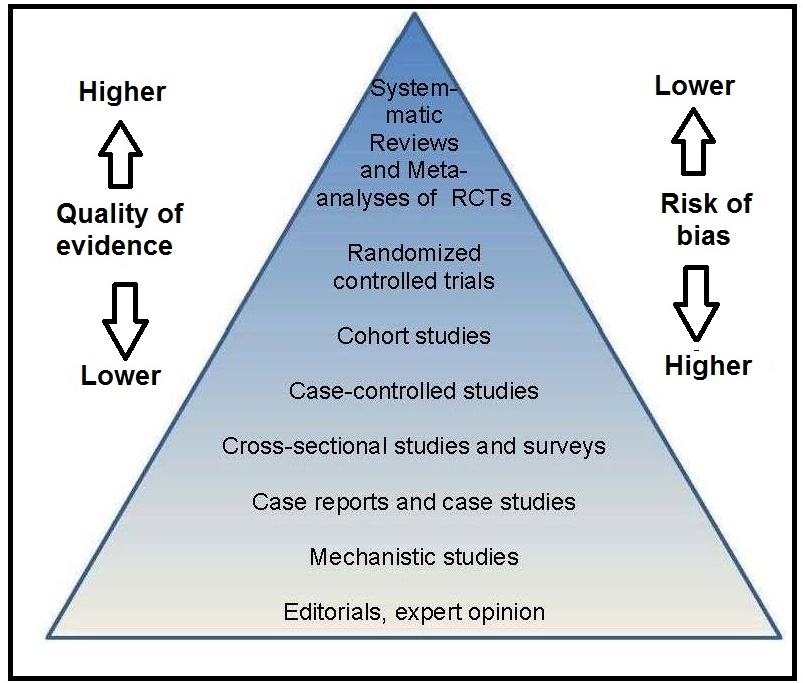 Higher
Quality of
evidence
Lower
System-
matic
Reviews
and Meta-
analyses of RCTs
Randomized
controlled trials
Cohort studies
Case-controlled studies
Cross-sectional studies and surveys
Case reports and case studies
Mechanistic studies
Editorials, expert opinion
Lower
Risk of
bias
Higher